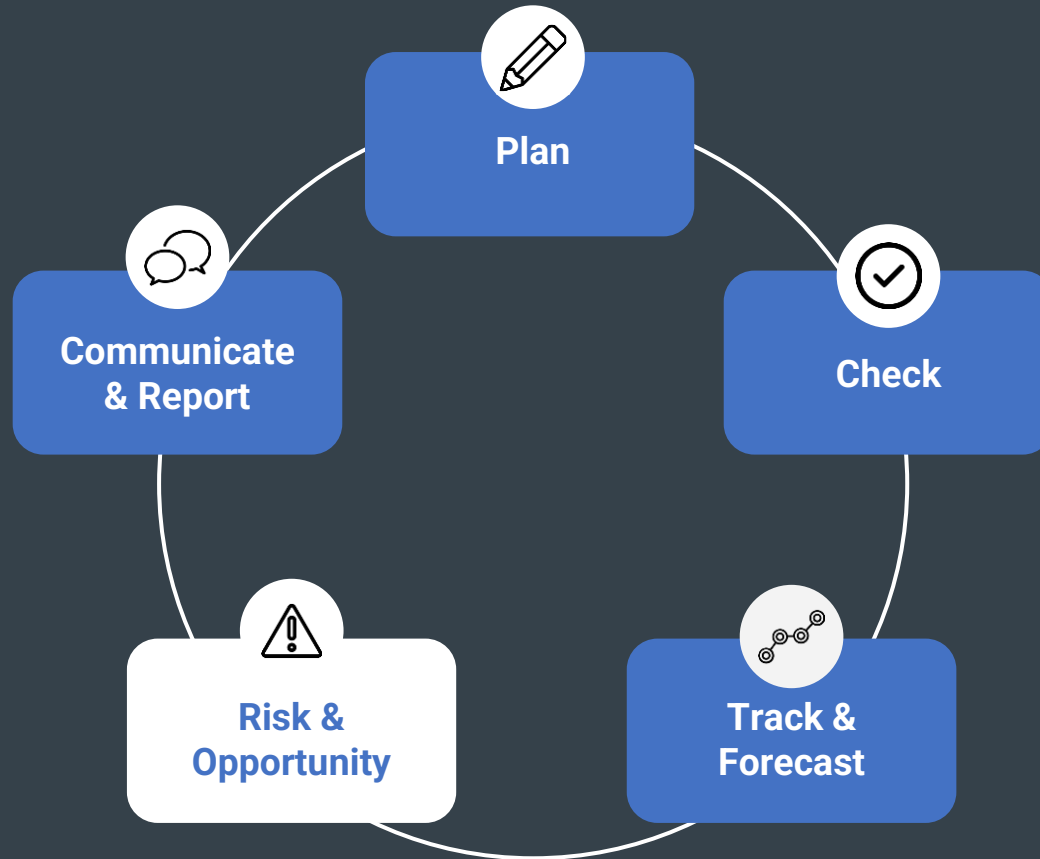 Plan
Communicate
& Report
Check
Risk &
Opportunity
Track &
Forecast